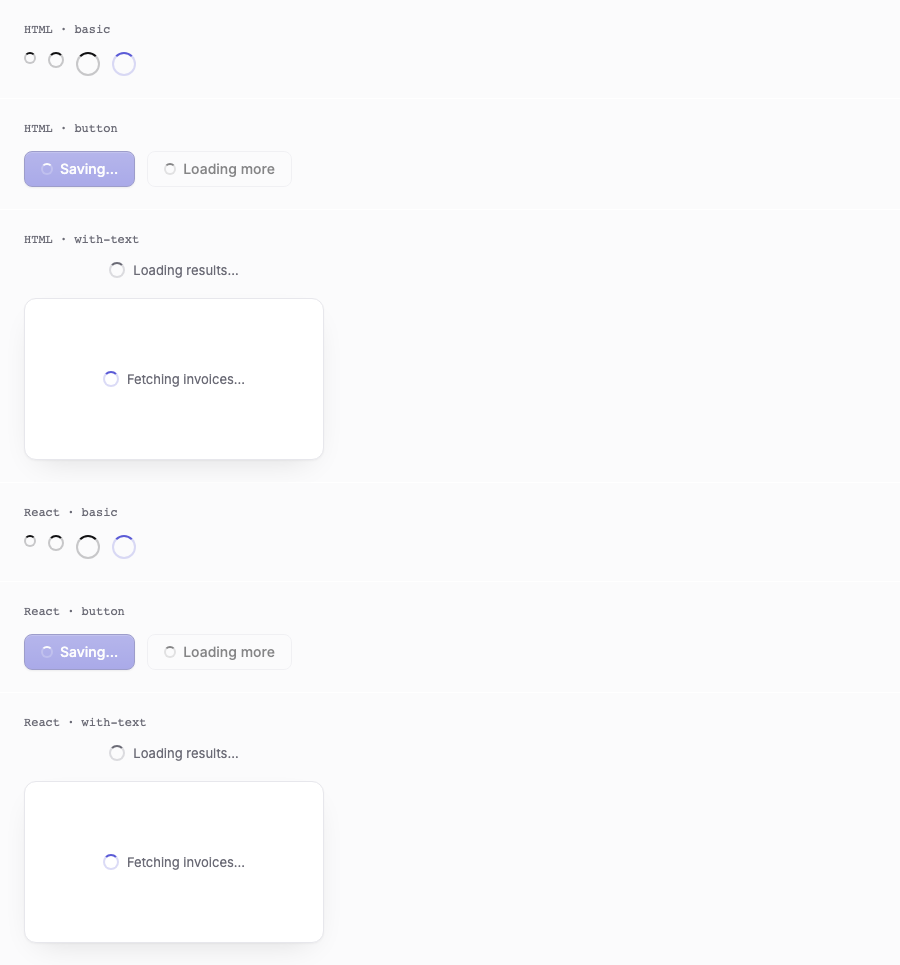 HTML · basic
HTML · button
Saving...
Loading more
HTML · with-text
Loading results...
Fetching invoices...
React · basic
React · button
Saving...
Loading more
React · with-text
Loading results...
Fetching invoices...